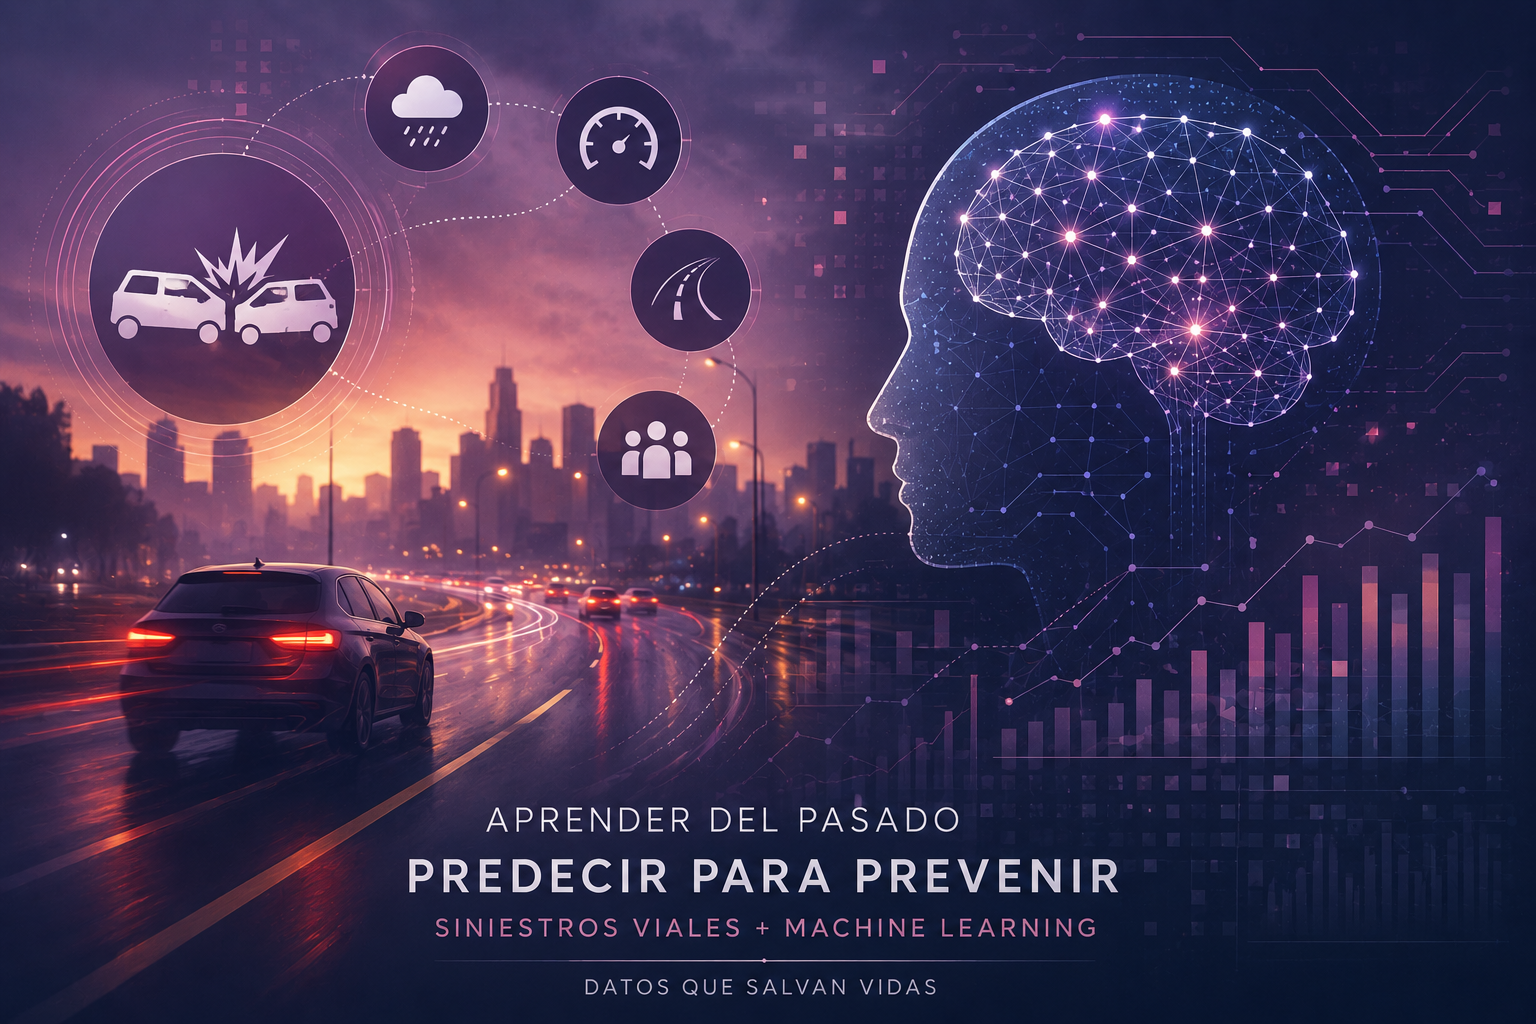 APRENDER DEL PASADO
PREDECIR PARA PREVENIR
SINIESTROS VIALES + MACHINE LEARNING
DATOS QUE SALVAN VIDAS